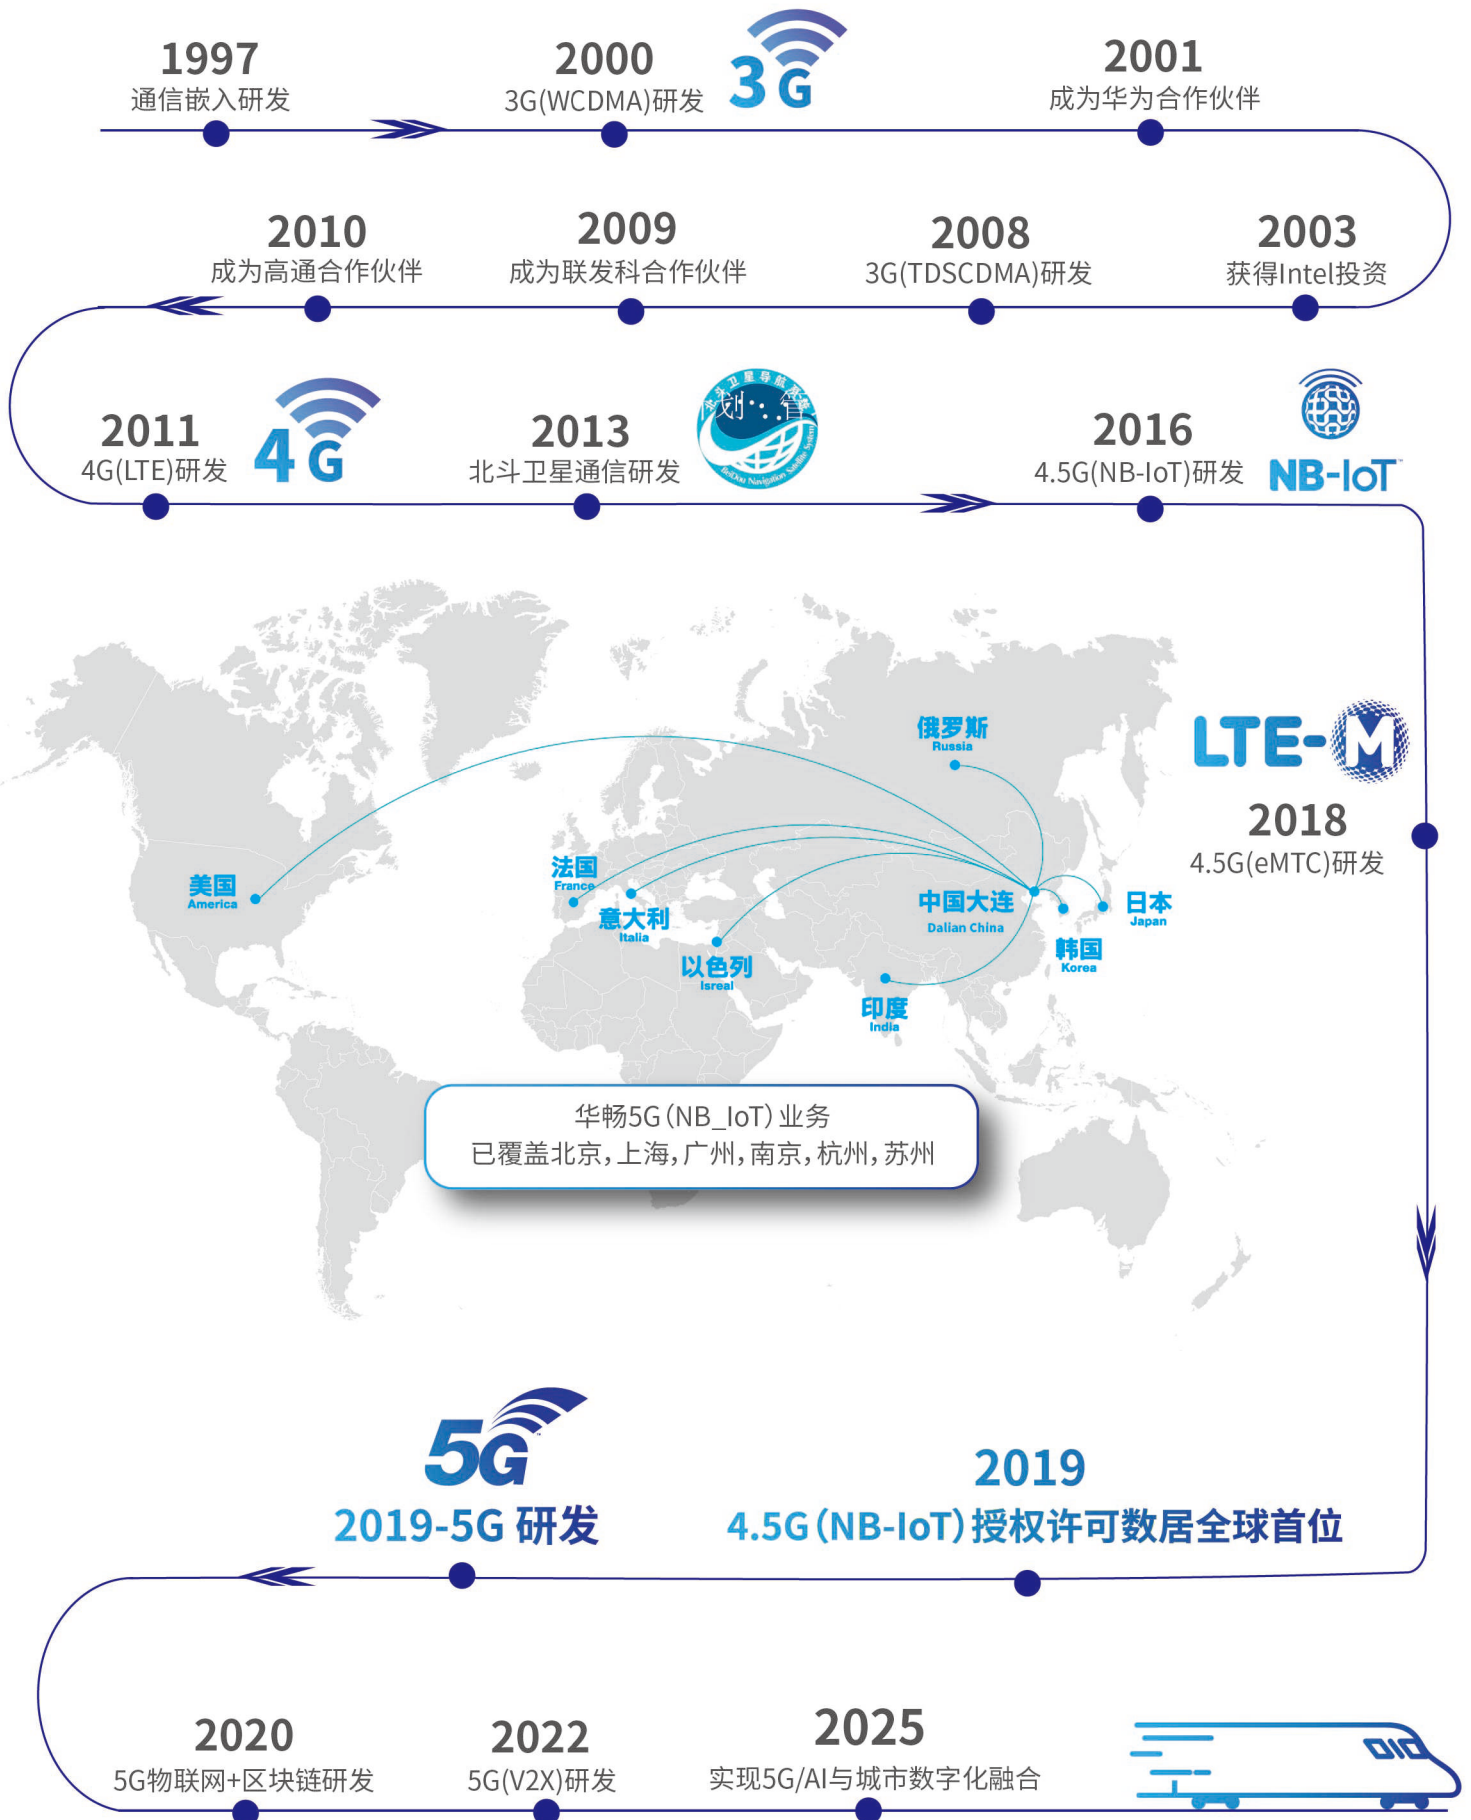 1997
通信嵌入研发
2000
3G(WCDMA)研发
3G
2001
成为华为合作伙伴
2003
获得Intel投资
2008
3G(TDSCDMA)研发
2009
成为联发科合作伙伴
2010
成为高通合作伙伴
2011
4G(LTE)研发
4G
2013
北斗卫星通信研发
2016
4.5G(NB-IoT)研发
NB-IoT
LTE-M
2018
4.5G(eMTC)研发
俄罗斯
Russia
美国
America
法国
France
意大利
Italia
以色列
Isreal
中国大连
Dalian China
日本
Japan
韩国
Korea
印度
India
华畅5G（NB_IoT）业务
已覆盖北京，上海，广州，南京，杭州，苏州
2019
4.5G（NB-IoT）授权许可数居全球首位
5G
2019-5G 研发
2020
5G物联网+区块链研发
2022
5G(V2X)研发
2025
实现5G/AI与城市数字化融合